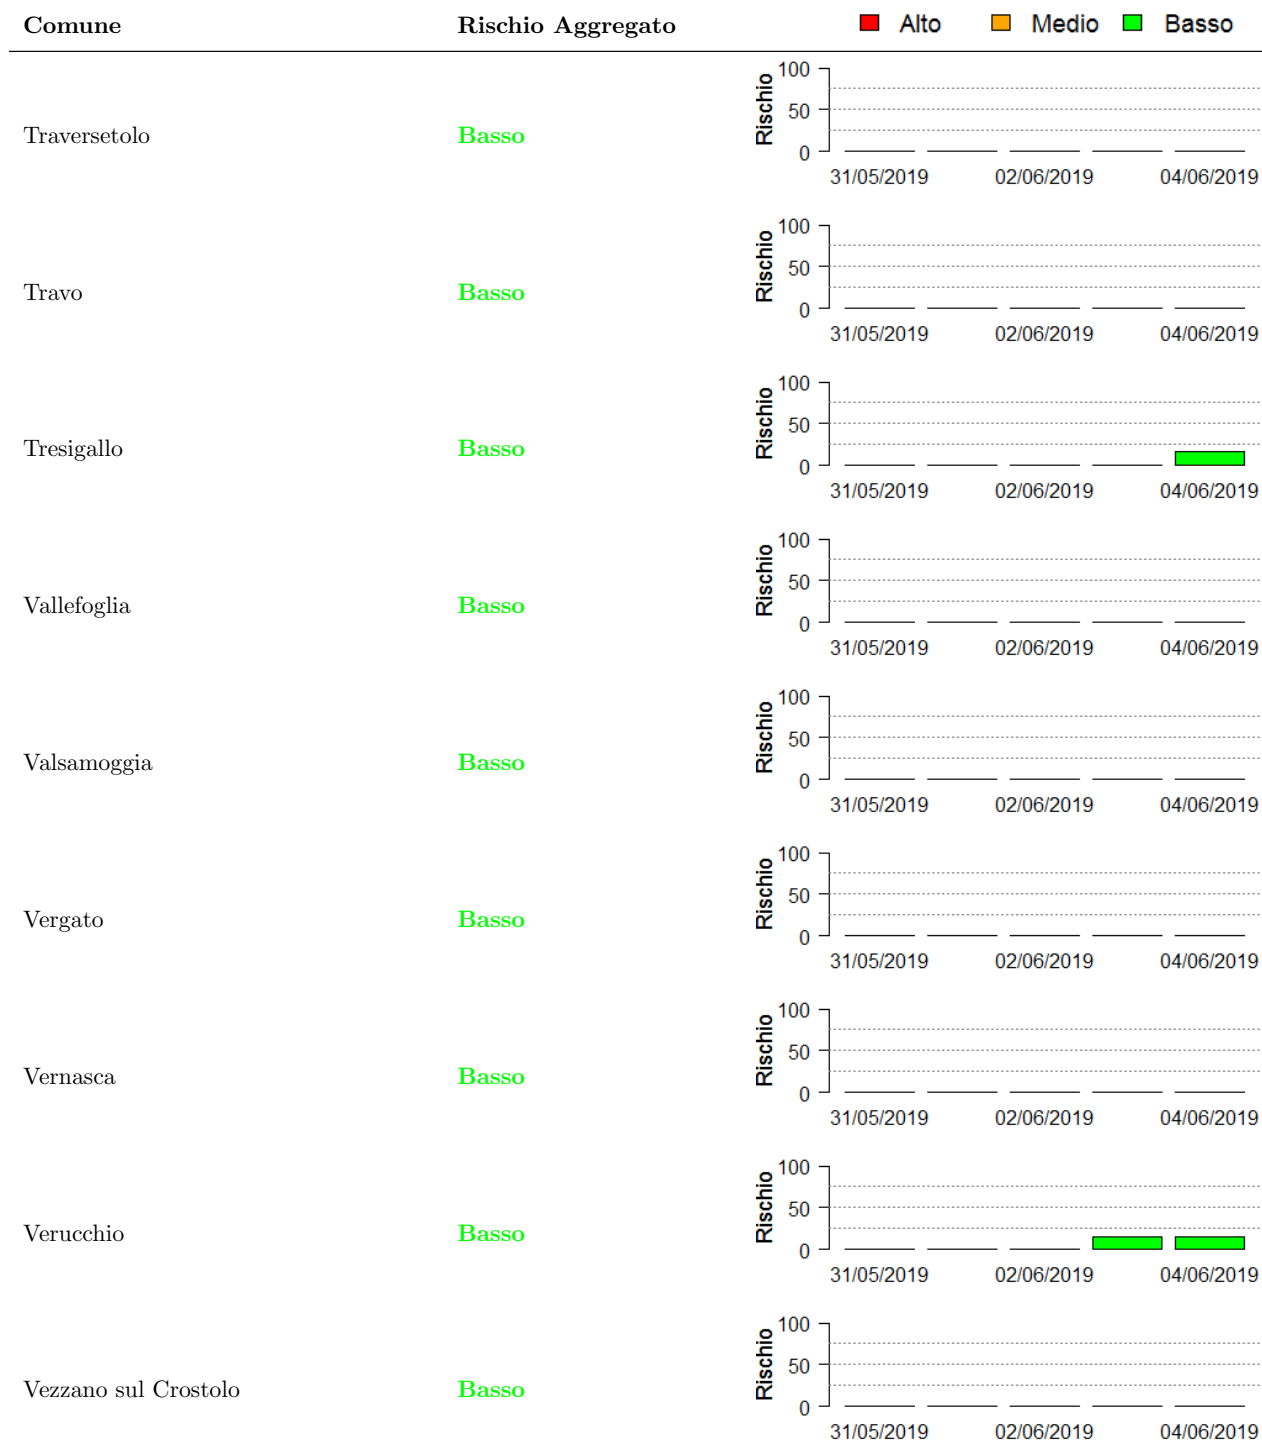 Comune Rischio Aggregato Alto Medio Basso
100
50
0
Rischio
Traversetolo Basso
31/05/2019 02/06/2019 04/06/2019
100
50
0
Rischio
Travo Basso
31/05/2019 02/06/2019 04/06/2019
100
50
0
Rischio
Tresigallo Basso
31/05/2019 02/06/2019 04/06/2019
100
50
0
Rischio
Vallefoglia Basso
31/05/2019 02/06/2019 04/06/2019
100
50
0
Rischio
Valsamoggia Basso
31/05/2019 02/06/2019 04/06/2019
100
50
0
Rischio
Vergato Basso
31/05/2019 02/06/2019 04/06/2019
100
50
0
Rischio
Vernasca Basso
31/05/2019 02/06/2019 04/06/2019
100
50
0
Rischio
Verucchio Basso
31/05/2019 02/06/2019 04/06/2019
100
50
0
Rischio
Vezzano sul Crostolo Basso
31/05/2019 02/06/2019 04/06/2019